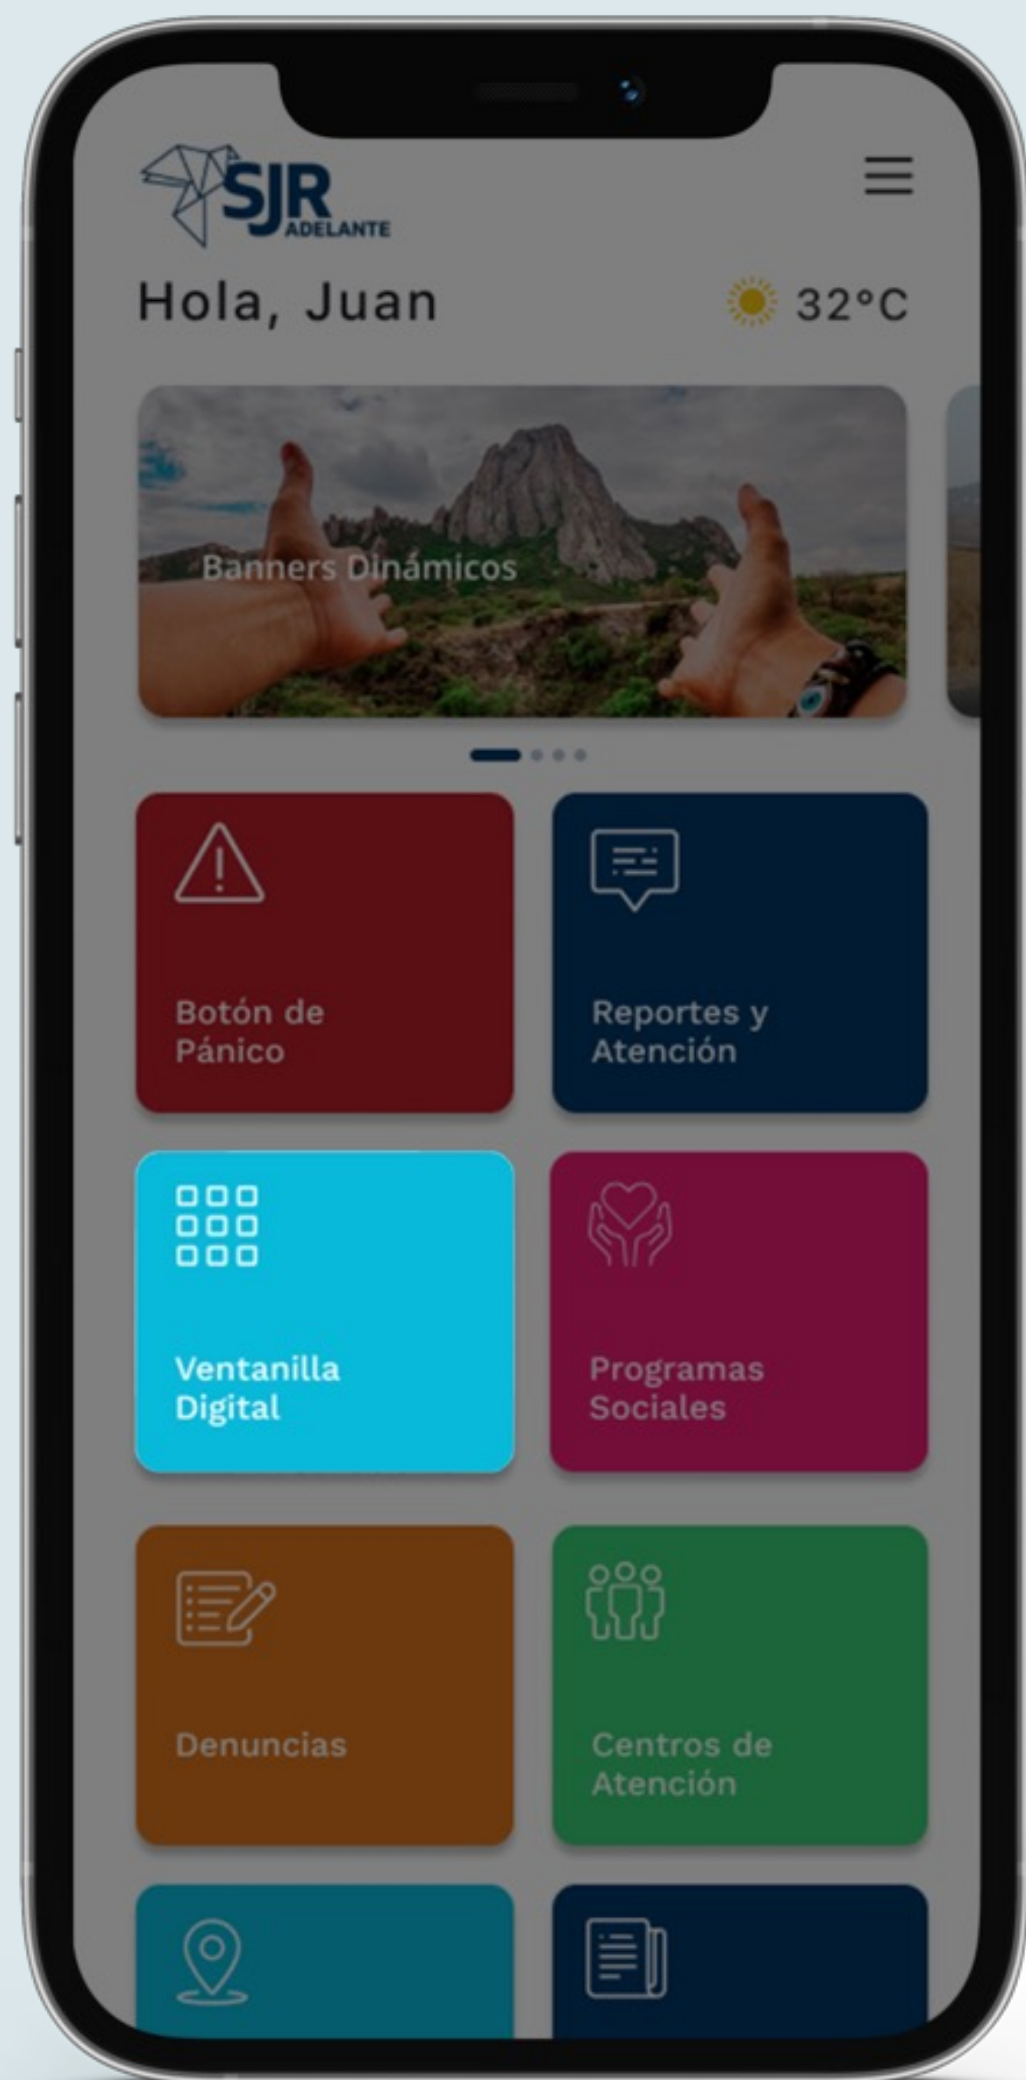 SJR
ADELANTE
Hola, Juan
32°C
Banners Dinámicos
Botón de
Pánico
Reportes y
Atención
Ventanilla
Digital
Programas
Sociales
Denuncias
Centros de
Atención